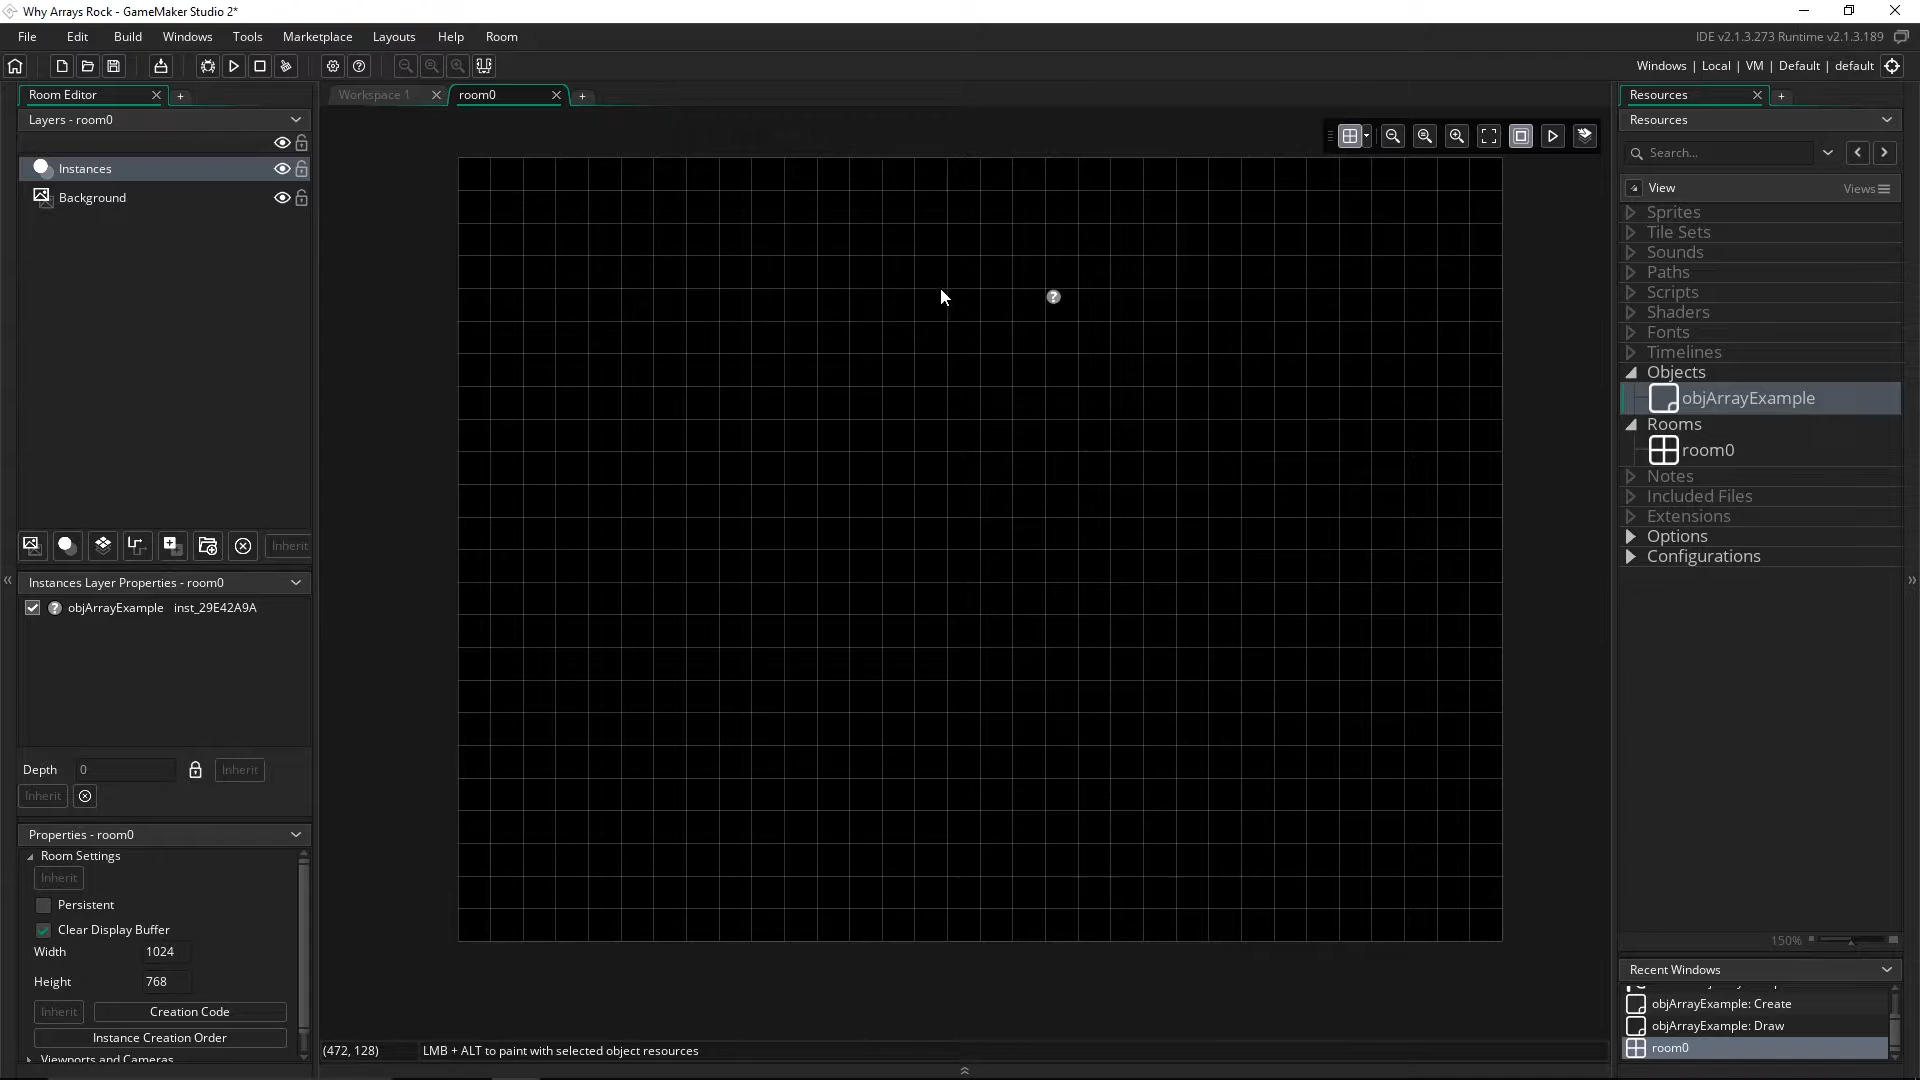 Why Arrays Rock - GameMaker Studio 2*
File Edit Build Windows Tools Marketplace Layouts Help Room
IDE v2.1.3.273 Runtime v2.1.3.189
Windows | Local | VM | Default | default
Room Editor
Layers - room0
Instances
Background
Inherit
Instances Layer Properties - room0
objArrayExample inst_29E42A9A
Depth 0 Inherit
Inherit
Properties - room0
Room Settings
Inherit
Persistent
Clear Display Buffer
Width 1024
Height 768
Inherit Creation Code
Instance Creation Order
Viewports and Cameras
Workspace 1 room0
(472, 128) LMB + ALT to paint with selected object resources
Resources
Resources
Search...
View Views
Sprites
Tile Sets
Sounds
Paths
Scripts
Shaders
Fonts
Timelines
Objects
objArrayExample
Rooms
room0
Notes
Included Files
Extensions
Options
Configurations
150%
Recent Windows
objArrayExample: Create
objArrayExample: Draw
room0